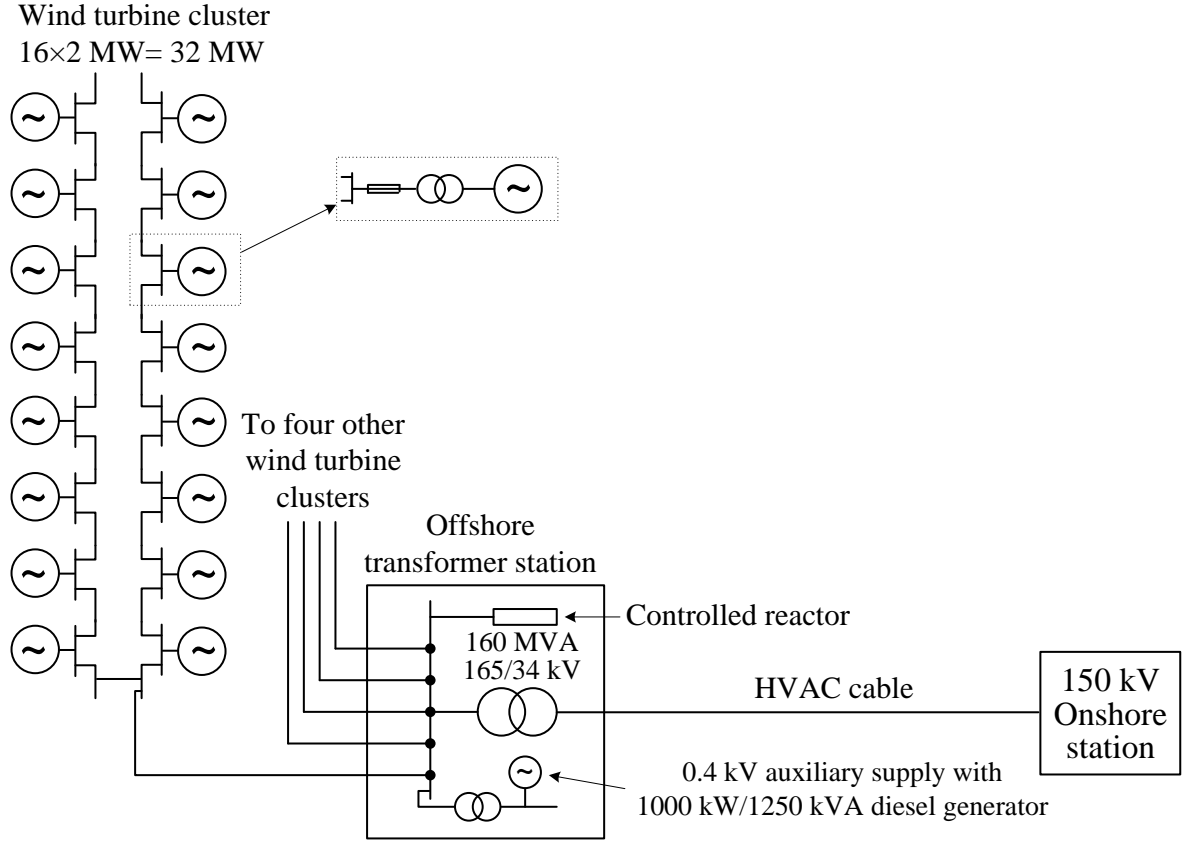 Wind turbine cluster
16×2 MW= 32 MW
To four other
wind turbine
clusters
Offshore
transformer station
Controlled reactor
160 MVA
165/34 kV
HVAC cable
150 kV
Onshore
station
0.4 kV auxiliary supply with
1000 kW/1250 kVA diesel generator